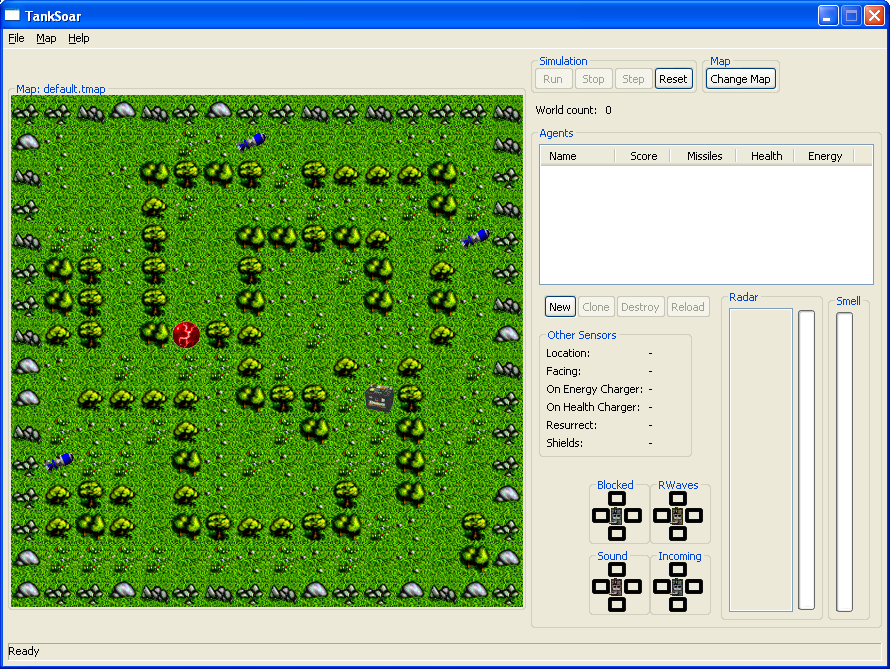 TankSoar
File Map Help
Simulation
Map
Run Stop Step Reset
Change Map
Map: default.tmap
World count: 0
Agents
Name Score Missiles Health Energy
New Clone Destroy Reload
Radar
Smell
Other Sensors
Location: -
Facing: -
On Energy Charger: -
On Health Charger: -
Resurrect: -
Shields: -
Blocked RWaves
Sound Incoming
Ready